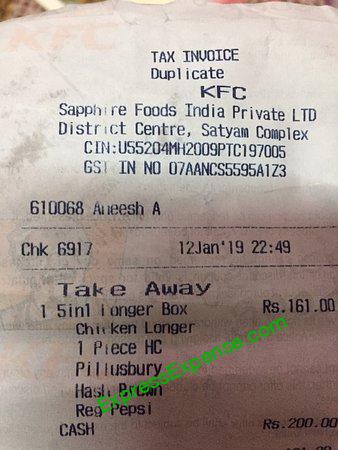 KFC
TAX INVOICE
Duplicate
KFC
Sapphire Foods India Private LTD
District Centre, Satyam Complex
CIN:U55204MH2009PTC197005
GST IN NO 07AANCS5595A1Z3
610068 Aneesh A
Chk 6917 12Jan'19 22:49
Take Away
1 5in1 Longer Box Rs.161.00
Chicken Longer
1 Piece HC
Pillusbury
Hash Brown
Reg Pepsi
CASH Rs.200.00
ExpressExpense.com